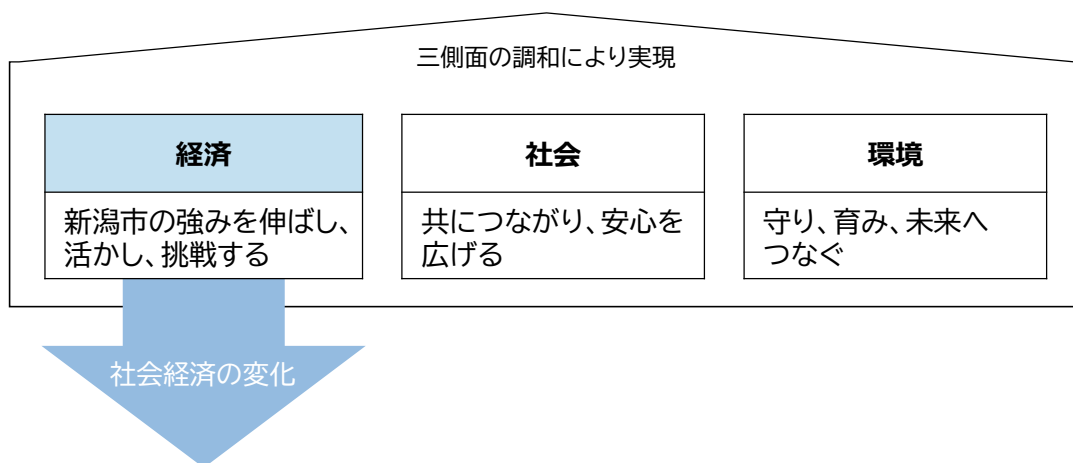 三側面の調和により実現
経済
新潟市の強みを伸ばし、
活かし、挑戦する
社会
共につながり、安心を
広げる
環境
守り、育み、未来へ
つなぐ
社会経済の変化